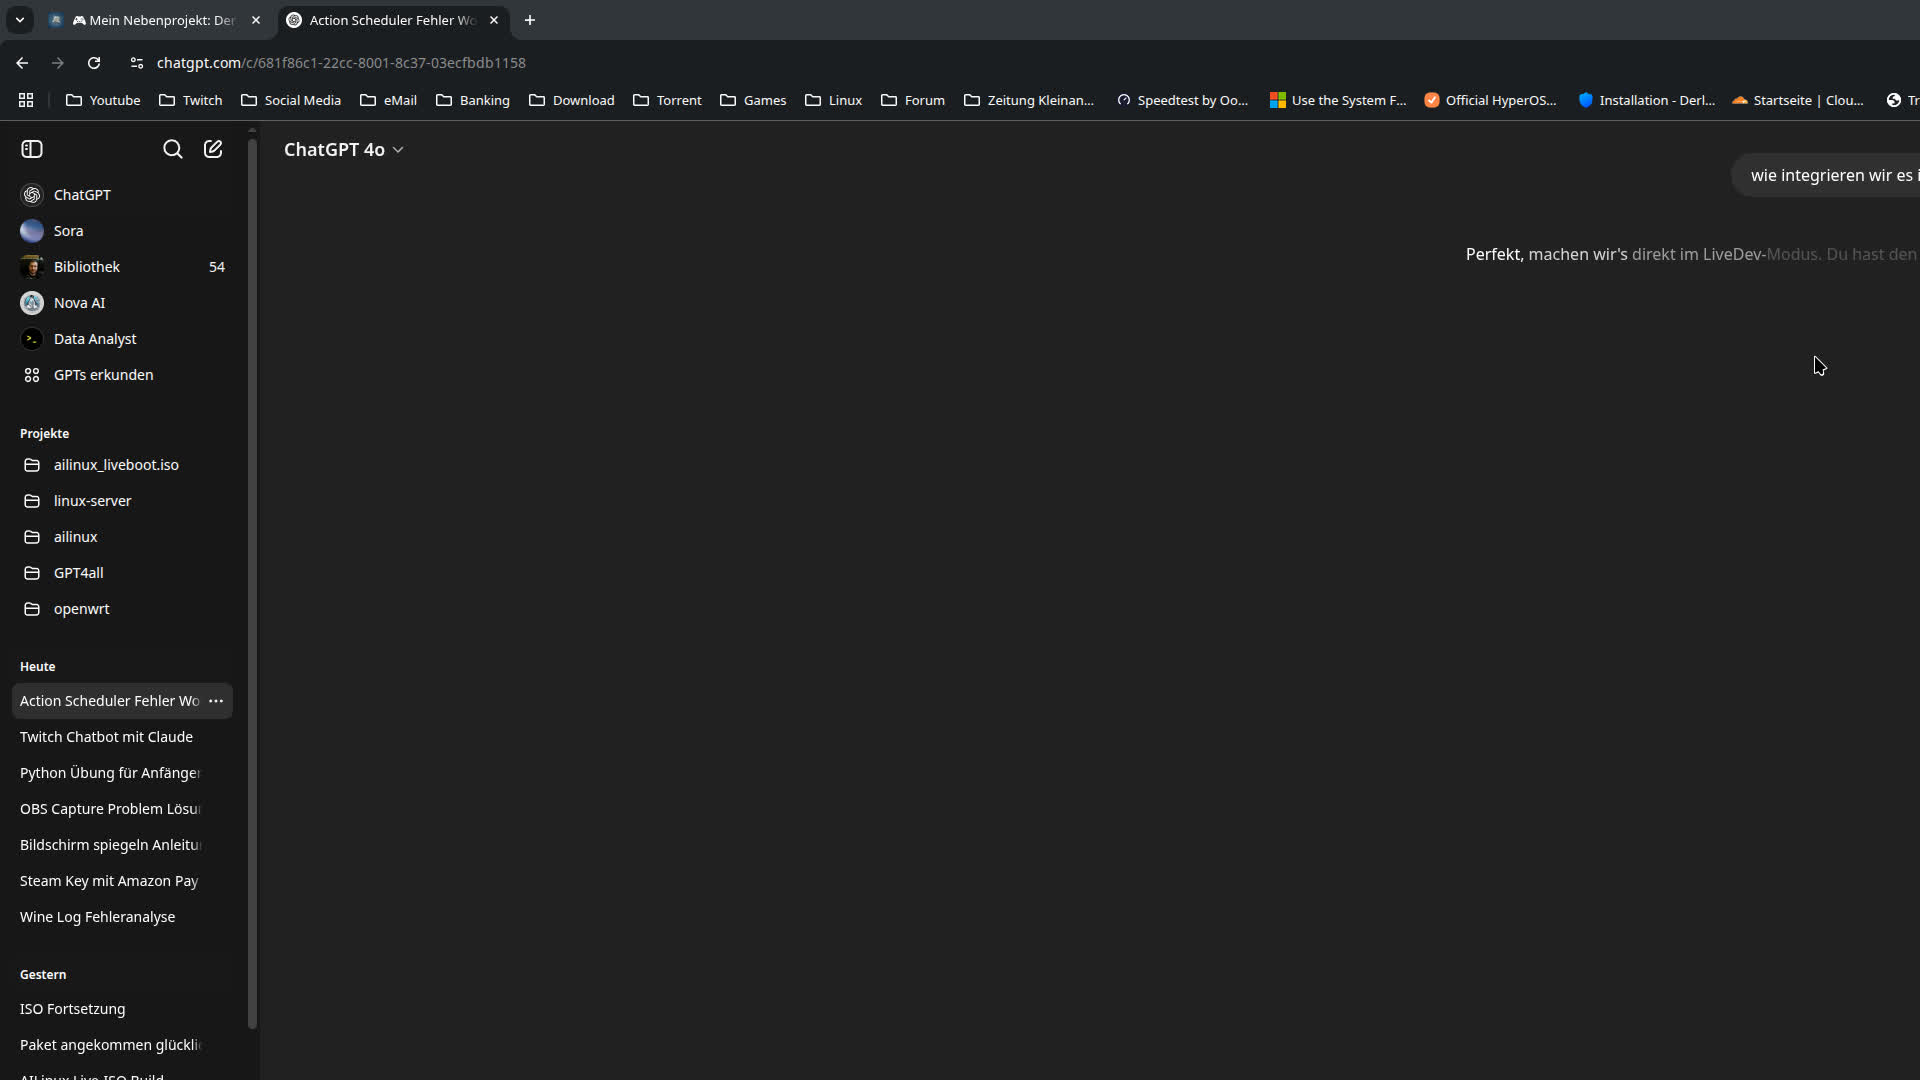 🎮 Mein Nebenprojekt: Der
Action Scheduler Fehler Wo
chatgpt.com/c/681f86c1-22cc-8001-8c37-03ecfbdb1158
Youtube
Twitch
Social Media
eMail
Banking
Download
Torrent
Games
Linux
Forum
Zeitung Kleinan...
Speedtest by Oo...
Use the System F...
Official HyperOS...
Installation - Derl...
Startseite | Clou...
Tr
ChatGPT 4o
wie integrieren wir es i
Perfekt, machen wir's direkt im LiveDev-Modus. Du hast den
ChatGPT
Sora
Bibliothek 54
Nova AI
Data Analyst
GPTs erkunden
Projekte
ailinux_liveboot.iso
linux-server
ailinux
GPT4all
openwrt
Heute
Action Scheduler Fehler Wo
Twitch Chatbot mit Claude
Python Übung für Anfänger
OBS Capture Problem Lösu
Bildschirm spiegeln Anleitu
Steam Key mit Amazon Pay
Wine Log Fehleranalyse
Gestern
ISO Fortsetzung
Paket angekommen glückli
AILinux Live ISO Build